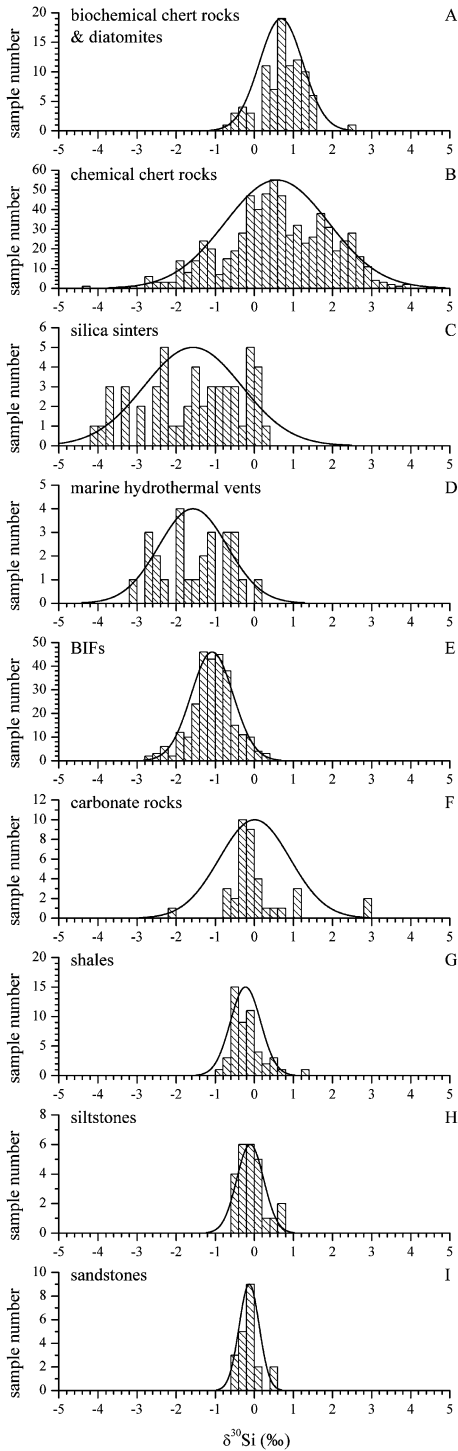 20
biochemical chert rocks
& diatomites
A
15
10
5
0
sample number
-5 -4 -3 -2 -1 0 1 2 3 4 5
60
chemical chert rocks
B
50
40
30
20
10
0
sample number
-5 -4 -3 -2 -1 0 1 2 3 4 5
6
silica sinters
C
5
4
3
2
1
0
sample number
-5 -4 -3 -2 -1 0 1 2 3 4 5
5
marine hydrothermal vents
D
4
3
2
1
0
sample number
-5 -4 -3 -2 -1 0 1 2 3 4 5
50
BIFs
E
40
30
20
10
0
sample number
-5 -4 -3 -2 -1 0 1 2 3 4 5
12
carbonate rocks
F
10
8
6
4
2
0
sample number
-5 -4 -3 -2 -1 0 1 2 3 4 5
20
shales
G
15
10
5
0
sample number
-5 -4 -3 -2 -1 0 1 2 3 4 5
8
siltstones
H
6
4
2
0
sample number
-5 -4 -3 -2 -1 0 1 2 3 4 5
10
sandstones
I
8
6
4
2
0
sample number
-5 -4 -3 -2 -1 0 1 2 3 4 5
δ³⁰Si (‰)